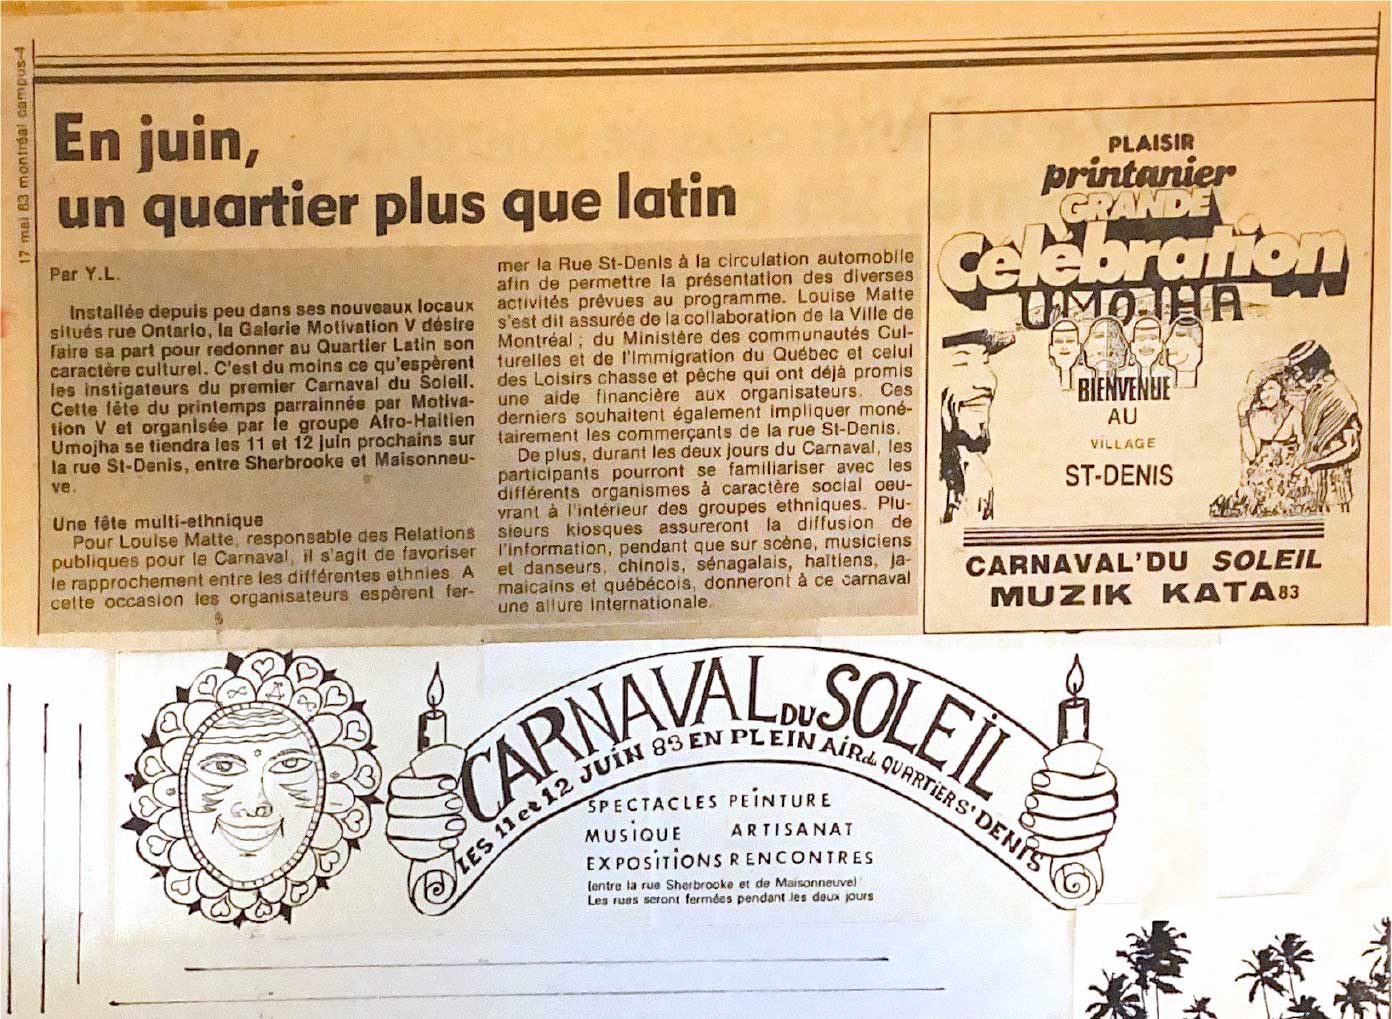 17 mai 83 montréal campus-4
En juin,
un quartier plus que latin
Par Y.L.
Installée depuis peu dans ses nouveaux locaux
situés rue Ontario, la Galerie Motivation V désire
faire sa part pour redonner au Quartier Latin son
caractère culturel. C'est du moins ce qu'espèrent
les instigateurs du premier Carnaval du Soleil.
Cette fête du printemps parrainnée par Motiva-
tion V et organisée par le groupe Afro-Haïtien
Umojha se tiendra les 11 et 12 juin prochains sur
la rue St-Denis, entre Sherbrooke et Maisonneu-
ve.
Une fête multi-ethnique
Pour Louise Matte, responsable des Relations
publiques pour le Carnaval, il s'agit de favoriser
le rapprochement entre les différentes ethnies. A
cette occasion les organisateurs espèrent fer-
mer la Rue St-Denis à la circulation automobile
afin de permettre la présentation des diverses
activités prévues au programme. Louise Matte
s'est dit assurée de la collaboration de la Ville de
Montréal ; du Ministère des communautés Cul-
turelles et de l'Immigration du Québec et celui
des Loisirs chasse et pêche qui ont déjà promis
une aide financière aux organisateurs. Ces
derniers souhaitent également impliquer moné-
tairement les commerçants de la rue St-Denis.
De plus, durant les deux jours du Carnaval, les
participants pourront se familiariser avec les
différents organismes à caractère social oeu-
vrant à l'intérieur des groupes ethniques. Plu-
sieurs kiosques assureront la diffusion de
l'information, pendant que sur scène, musiciens
et danseurs, chinois, sénagalais, haïtiens, ja-
maicains et québécois, donneront à ce carnaval
une allure Internationale.
PLAISIR
printanier
GRANDE
Célébration
UMOJHA
BIENVENUE
AU
VILLAGE
ST-DENIS
CARNAVAL'DU SOLEIL
MUZIK KATA 83
CARNAVAL DU SOLEIL
LES 11 et 12 JUIN 83 EN PLEIN AIR du QUARTIER S'DENIS
SPECTACLES PEINTURE
MUSIQUE ARTISANAT
EXPOSITIONS RENCONTRES
(entre la rue Sherbrooke et de Maisonneuve)
Les rues seront fermées pendant les deux jours